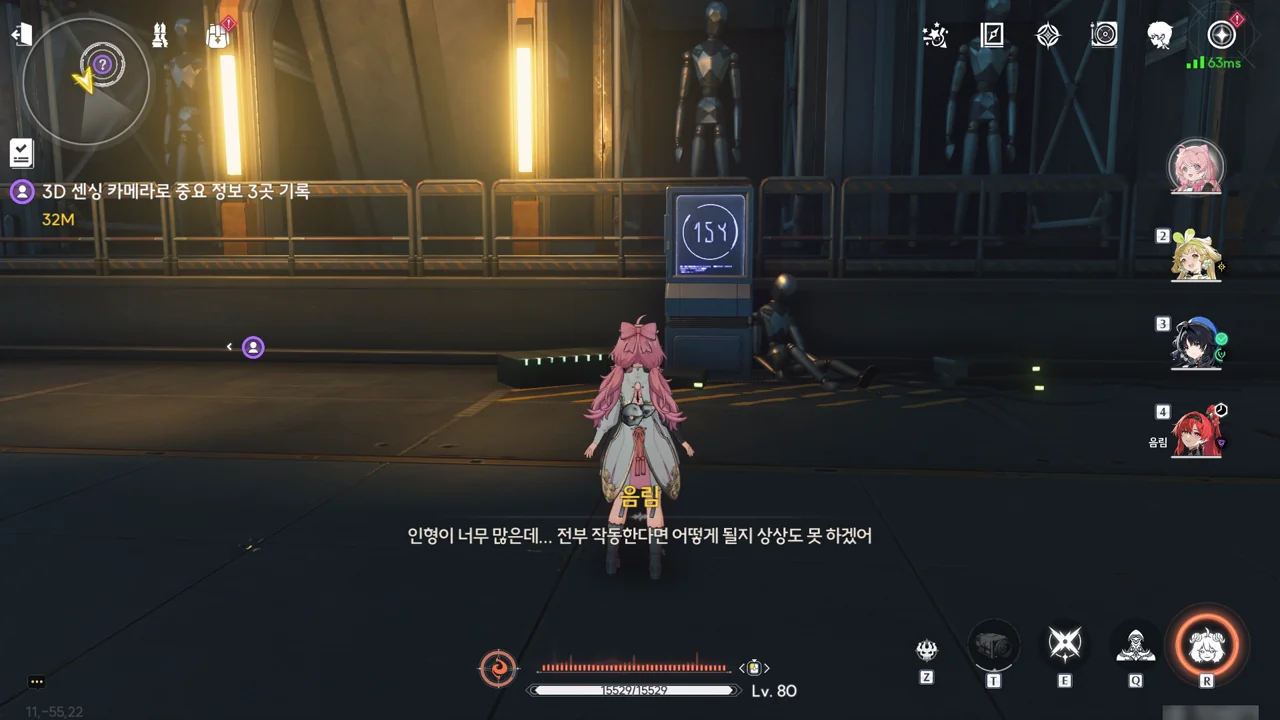 63ms
3D 센싱 카메라로 중요 정보 3곳 기록
32M
154
2
3
4
음림
음림
인형이 너무 많은데... 전부 작동한다면 어떻게 될지 상상도 못 하겠어
15529/15529
Lv. 80
Z
T
E
Q
R
11,-55,22